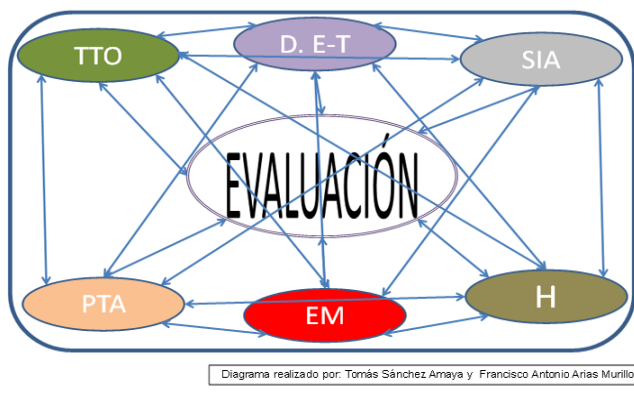 TTO
D. E-T
SIA
EVALUACIÓN
PTA
EM
H
Diagrama realizado por: Tomás Sánchez Amaya y Francisco Antonio Arias Murillo